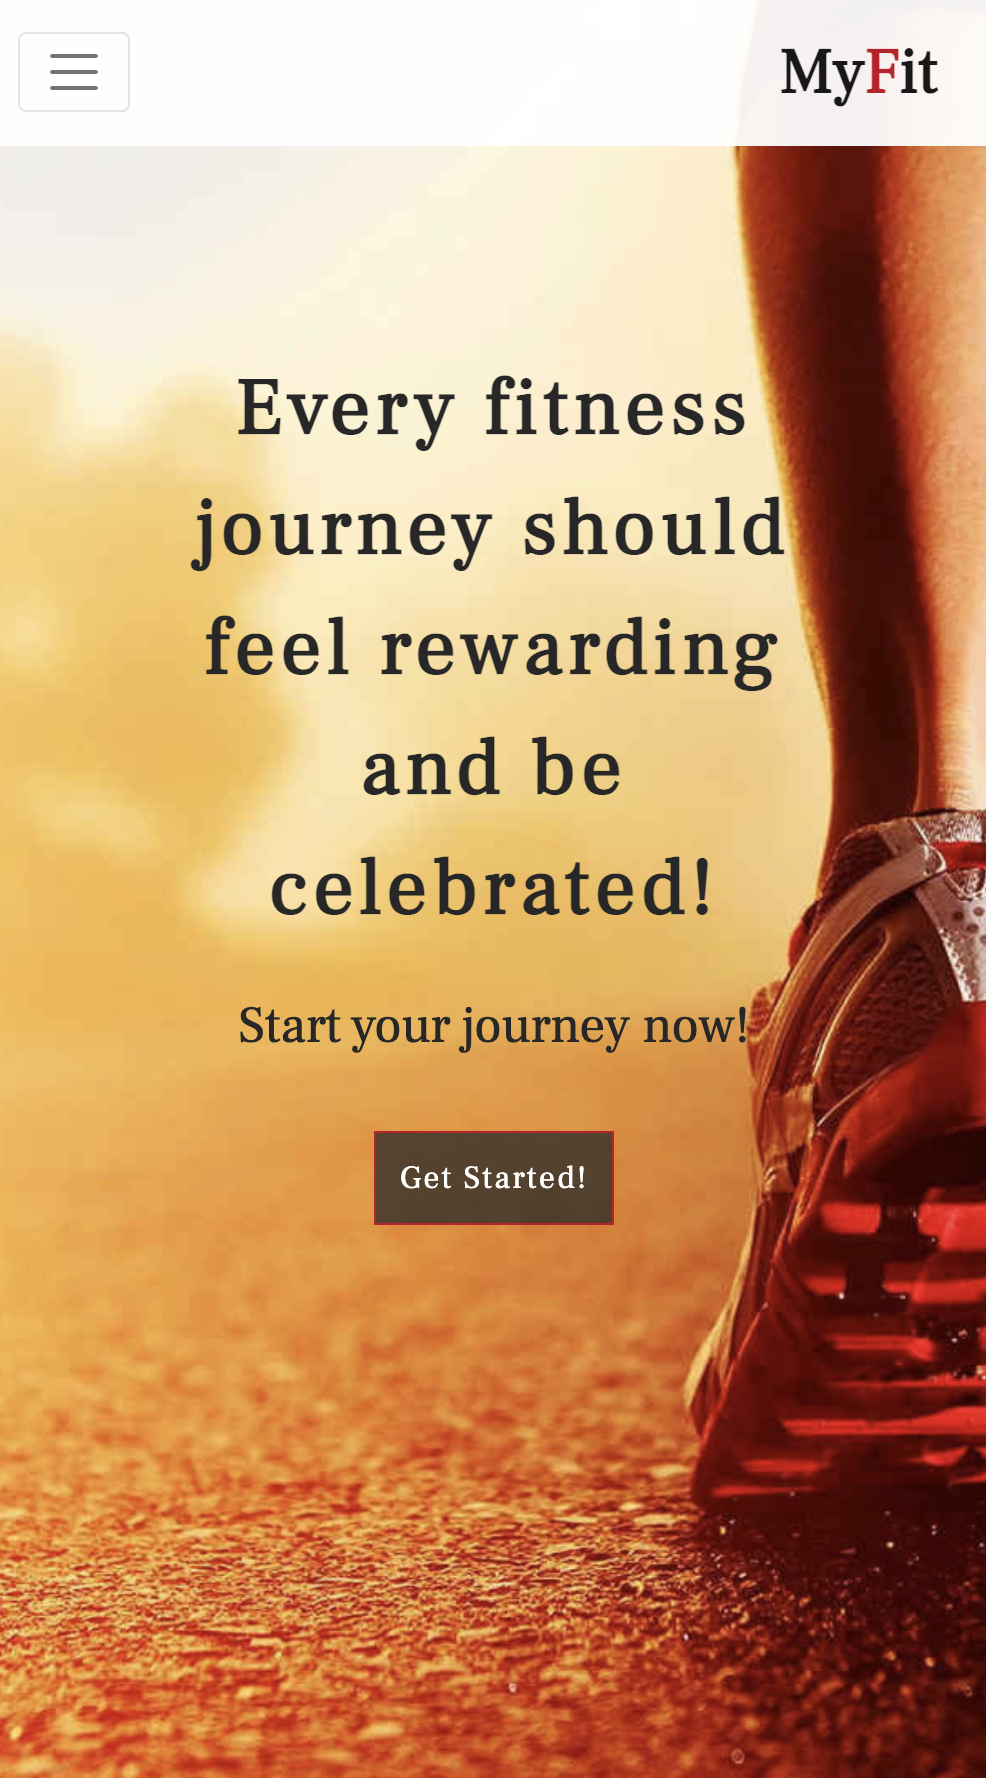 MyFit
Every fitness
journey should
feel rewarding
and be
celebrated!
Start your journey now!
Get Started!